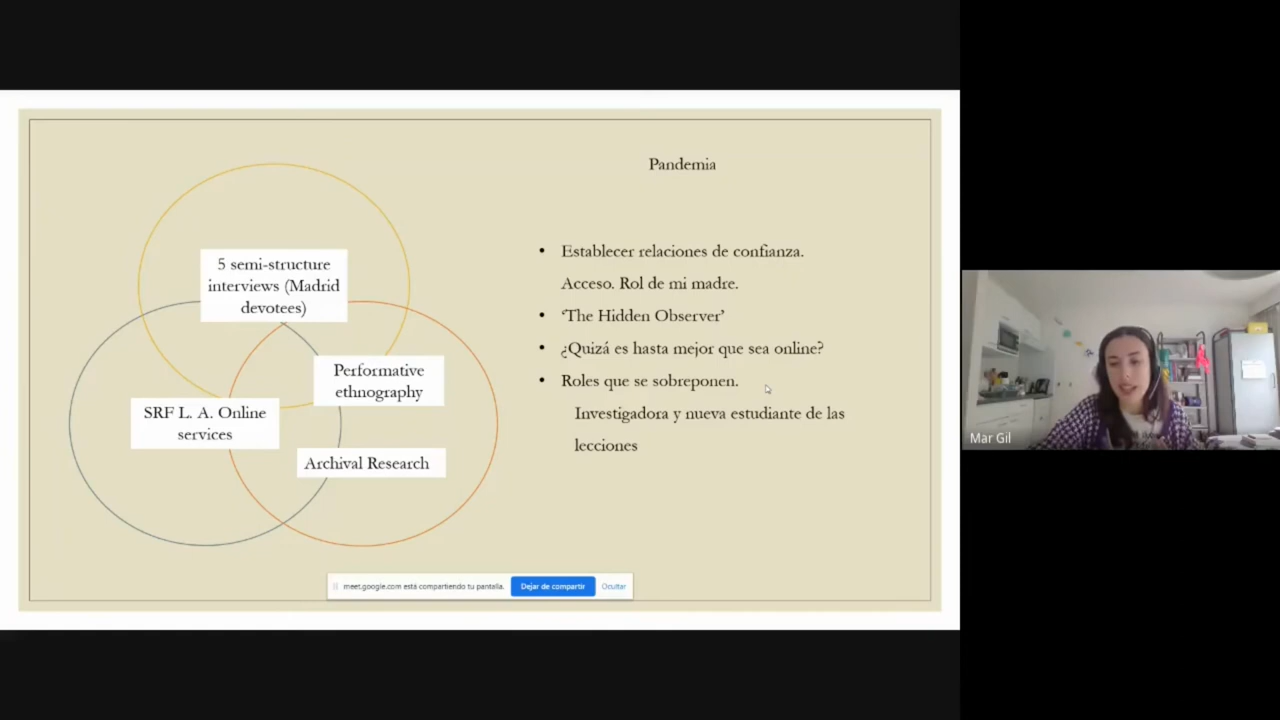 Pandemia
5 semi-structure
interviews (Madrid
devotees)
Performative
ethnography
SRF L. A. Online
services
Archival Research
• Establecer relaciones de confianza.
Acceso. Rol de mi madre.
• ‘The Hidden Observer’
• ¿Quizá es hasta mejor que sea online?
• Roles que se sobreponen.
Investigadora y nueva estudiante de las
lecciones
meet.google.com está compartiendo tu pantalla. Dejar de compartir Ocultar
Mar Gil